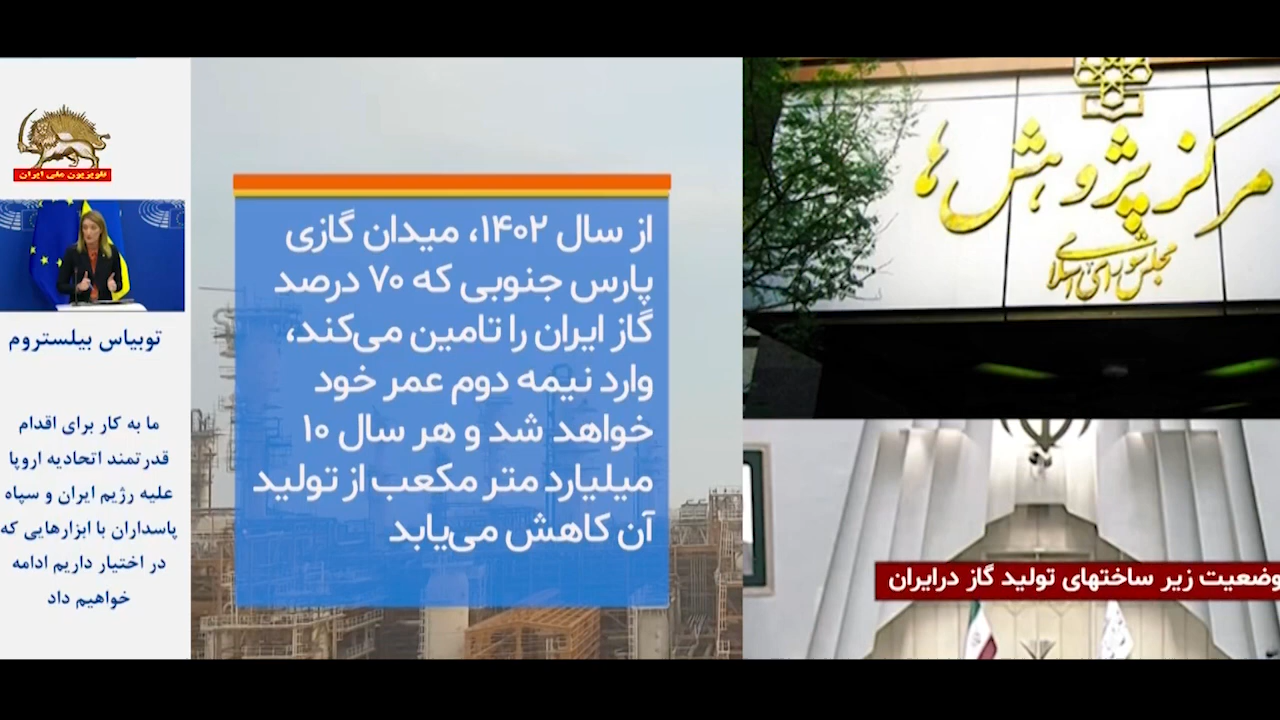 مرکز پژوهش ها
مجلس شورای اسلامی
از سال ۱۴۰۲، میدان گازی
پارس جنوبی که ۷۰ درصد
گاز ایران را تامین می‌کند،
وارد نیمه دوم عمر خود
خواهد شد و هر سال ۱۰
میلیارد متر مکعب از تولید
آن کاهش می‌یابد
وضعیت زیر ساختهای تولید گاز درایران
تلویزیون ملی ایران
توبیاس بیلستروم
ما به کار برای اقدام
قدرتمند اتحادیه اروپا
علیه رژیم ایران و سپاه
پاسداران با ابزارهایی که
در اختیار داریم ادامه
خواهیم داد